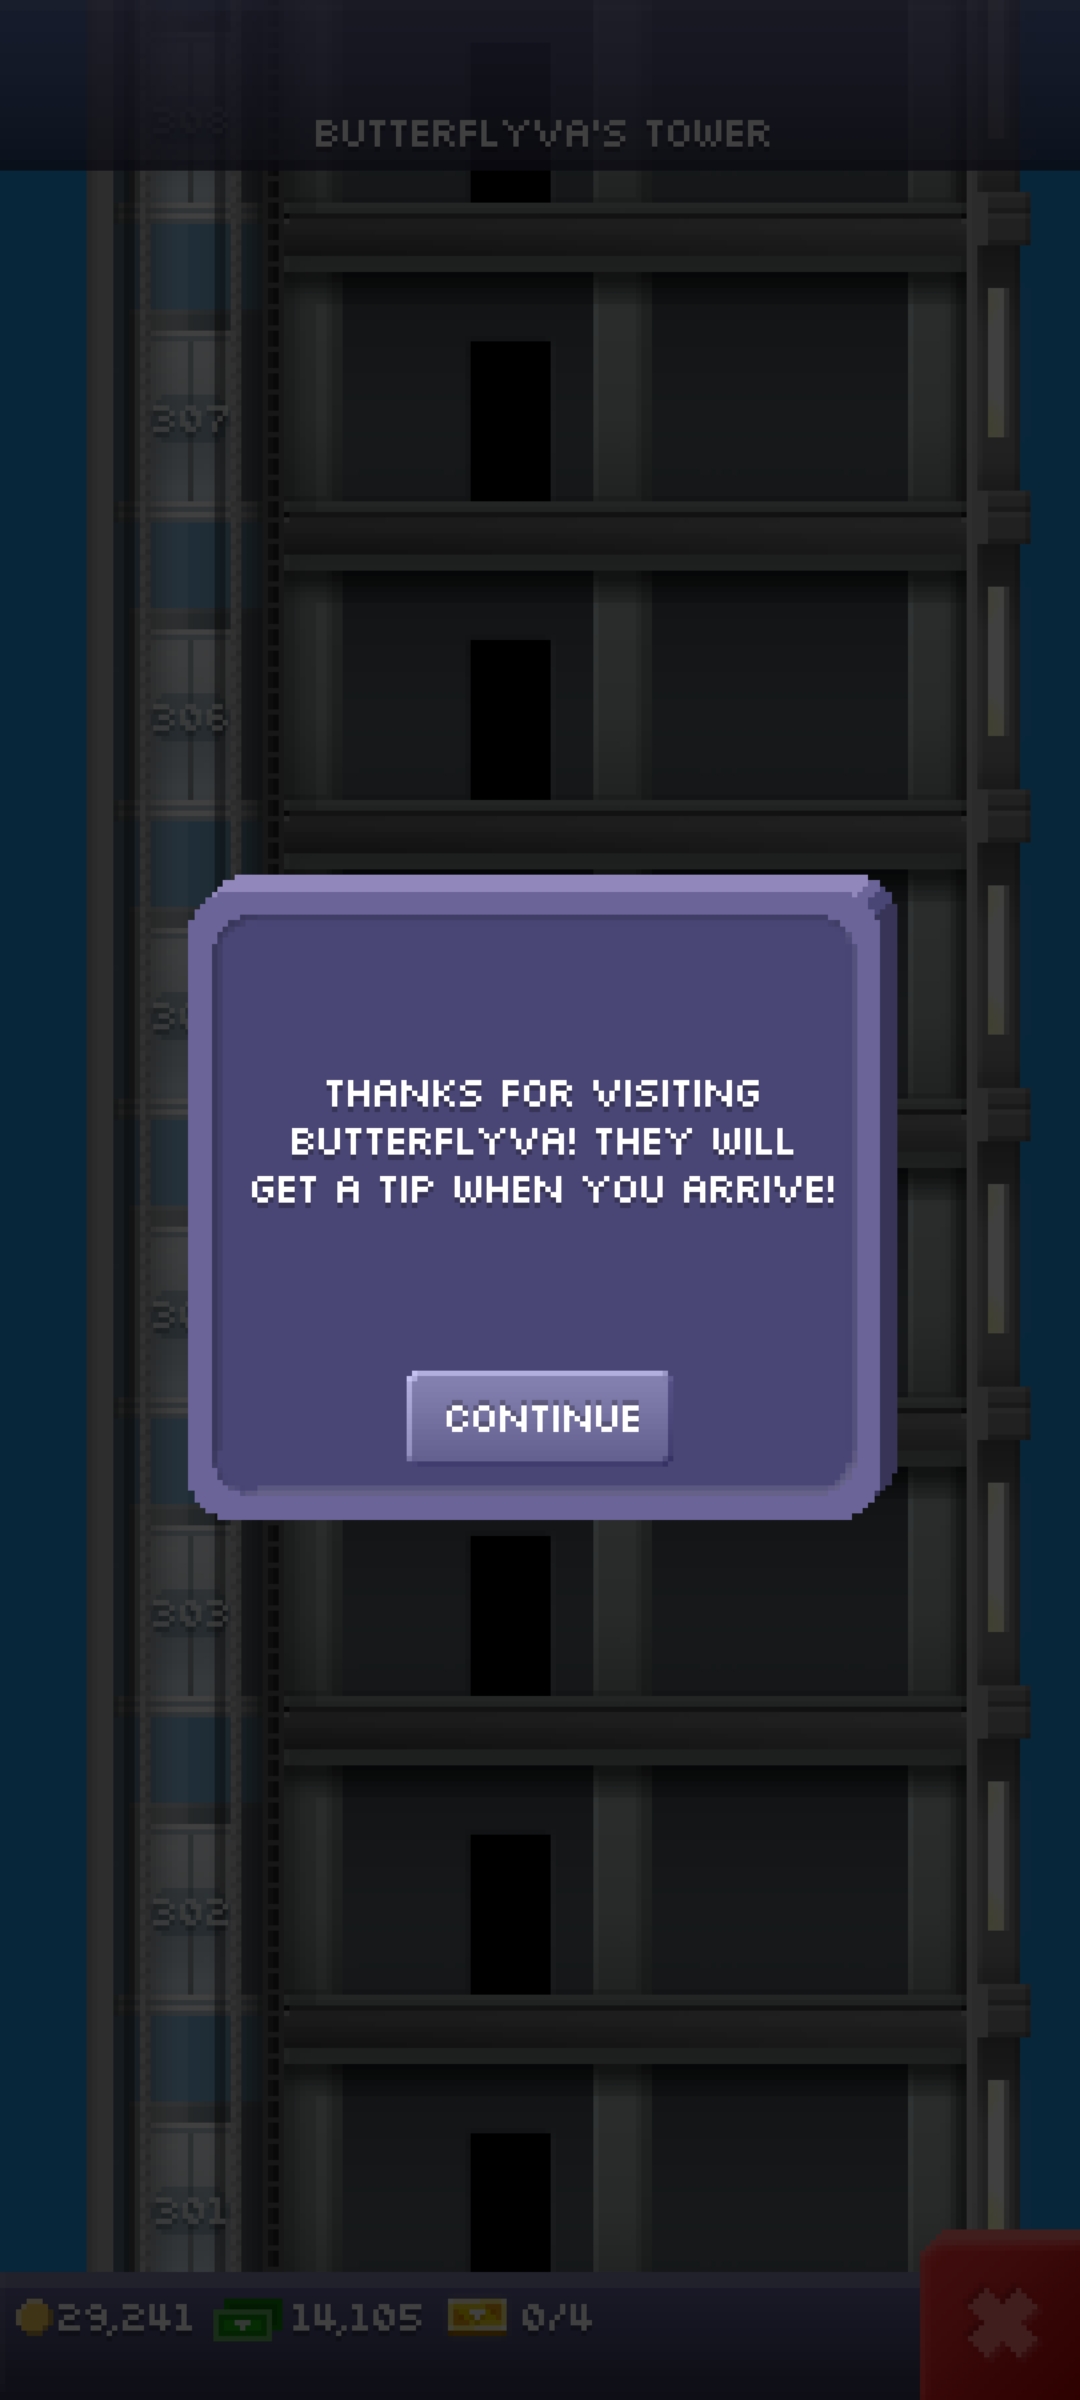 BUTTERFLYVA'S TOWER
307
306
THANKS FOR VISITING
BUTTERFLYVA! THEY WILL
GET A TIP WHEN YOU ARRIVE!
CONTINUE
303
302
301
29,241 14,105 0/4